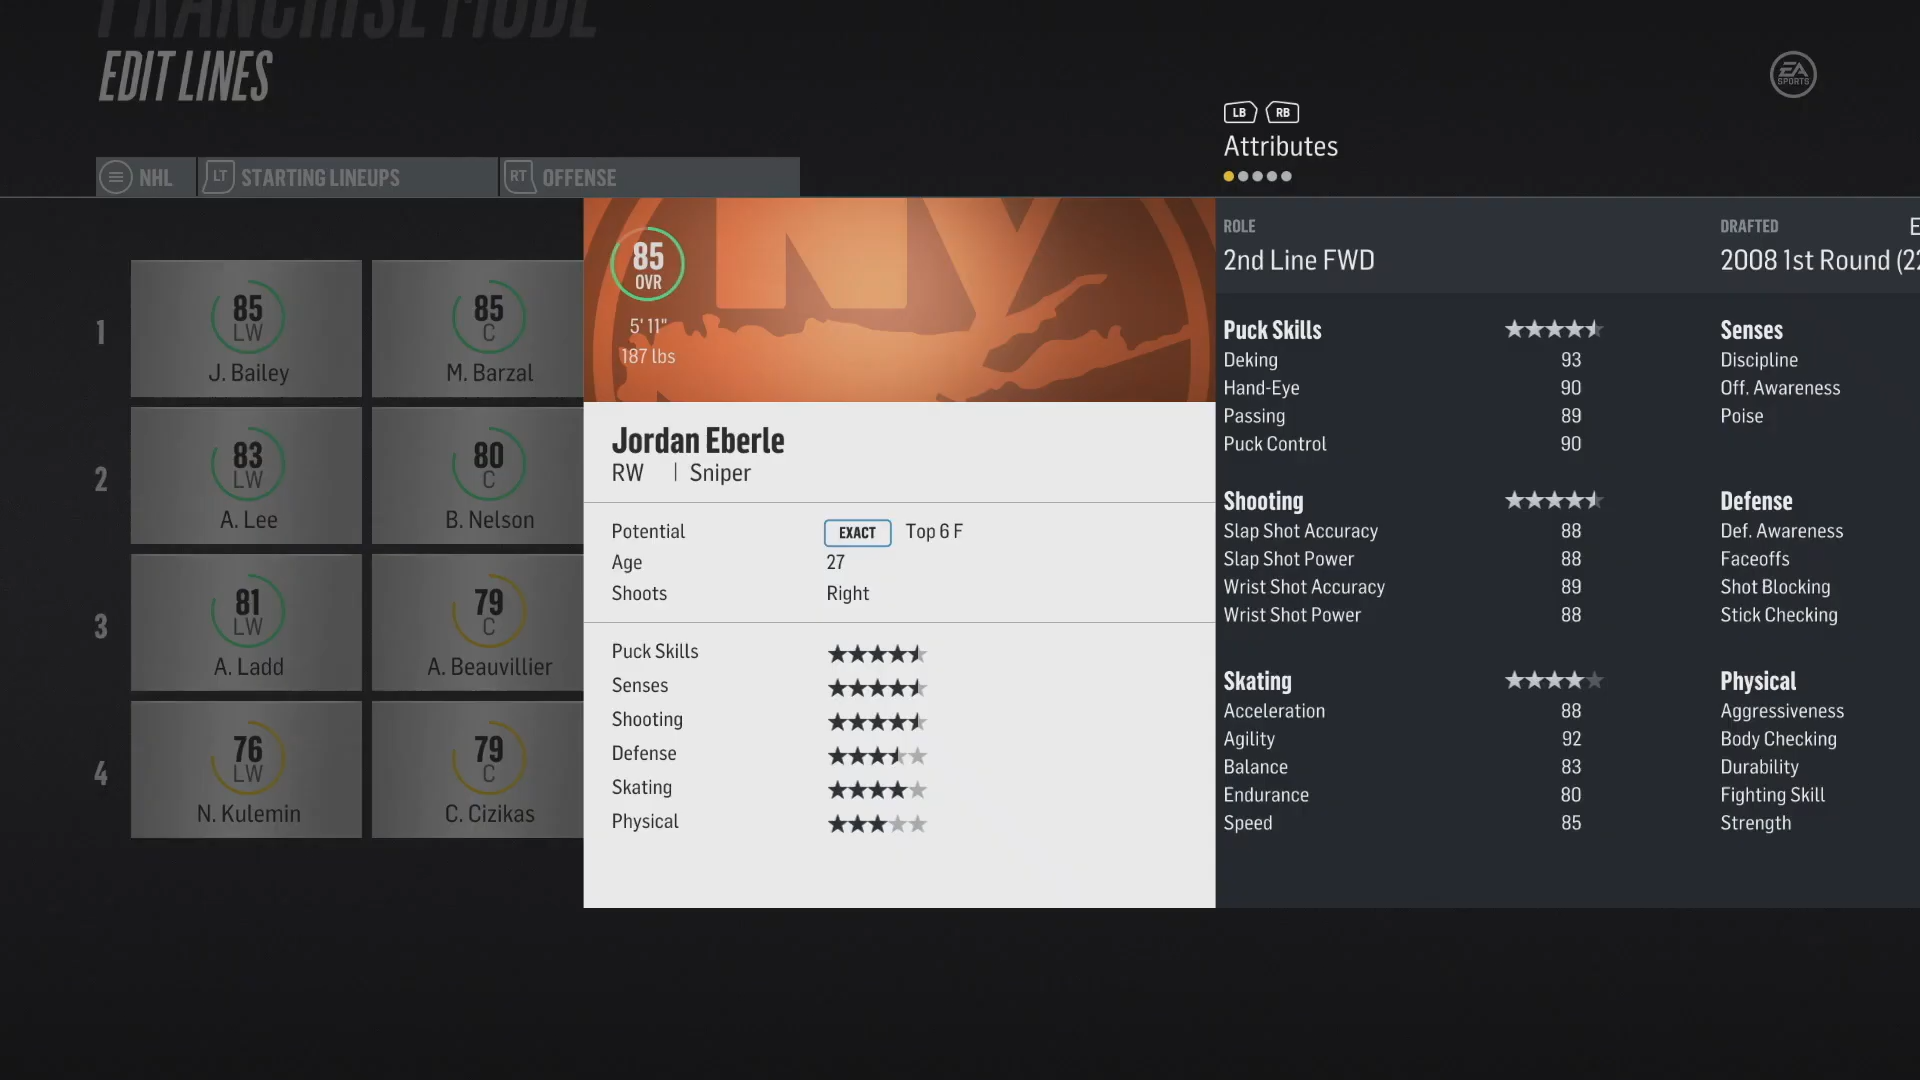 FRANCHISE MODE
EDIT LINES
EA
SPORTS
LB RB
Attributes
NHL LT STARTING LINEUPS RT OFFENSE
1
85
LW
J. Bailey
85
C
M. Barzal
2
83
LW
A. Lee
80
C
B. Nelson
3
81
LW
A. Ladd
79
C
A. Beauvillier
4
76
LW
N. Kulemin
79
C
C. Cizikas
NY
85
OVR
5' 11"
187 lbs
Jordan Eberle
RW | Sniper
Potential EXACT Top 6 F
Age 27
Shoots Right
Puck Skills
Senses
Shooting
Defense
Skating
Physical
ROLE
2nd Line FWD
DRAFTED
2008 1st Round (22
E
Puck Skills
Deking 93
Hand-Eye 90
Passing 89
Puck Control 90
Senses
Discipline
Off. Awareness
Poise
Shooting
Slap Shot Accuracy 88
Slap Shot Power 88
Wrist Shot Accuracy 89
Wrist Shot Power 88
Defense
Def. Awareness
Faceoffs
Shot Blocking
Stick Checking
Skating
Acceleration 88
Agility 92
Balance 83
Endurance 80
Speed 85
Physical
Aggressiveness
Body Checking
Durability
Fighting Skill
Strength